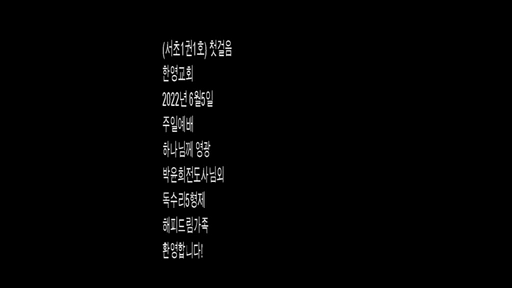 (서초1권1호) 첫걸음
한영교회
2022년 6월5일
주일예배
하나님께 영광
박윤희전도사님외
독수리5형제
해피드림가족
환영합니다!